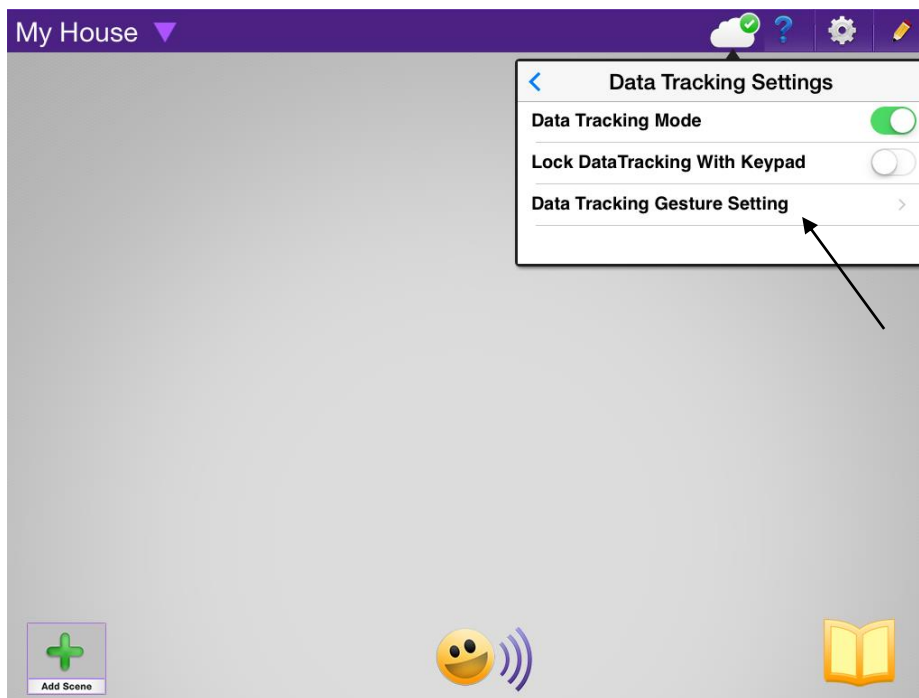 My House
?
Data Tracking Settings
Data Tracking Mode
Lock DataTracking With Keypad
Data Tracking Gesture Setting
Add Scene